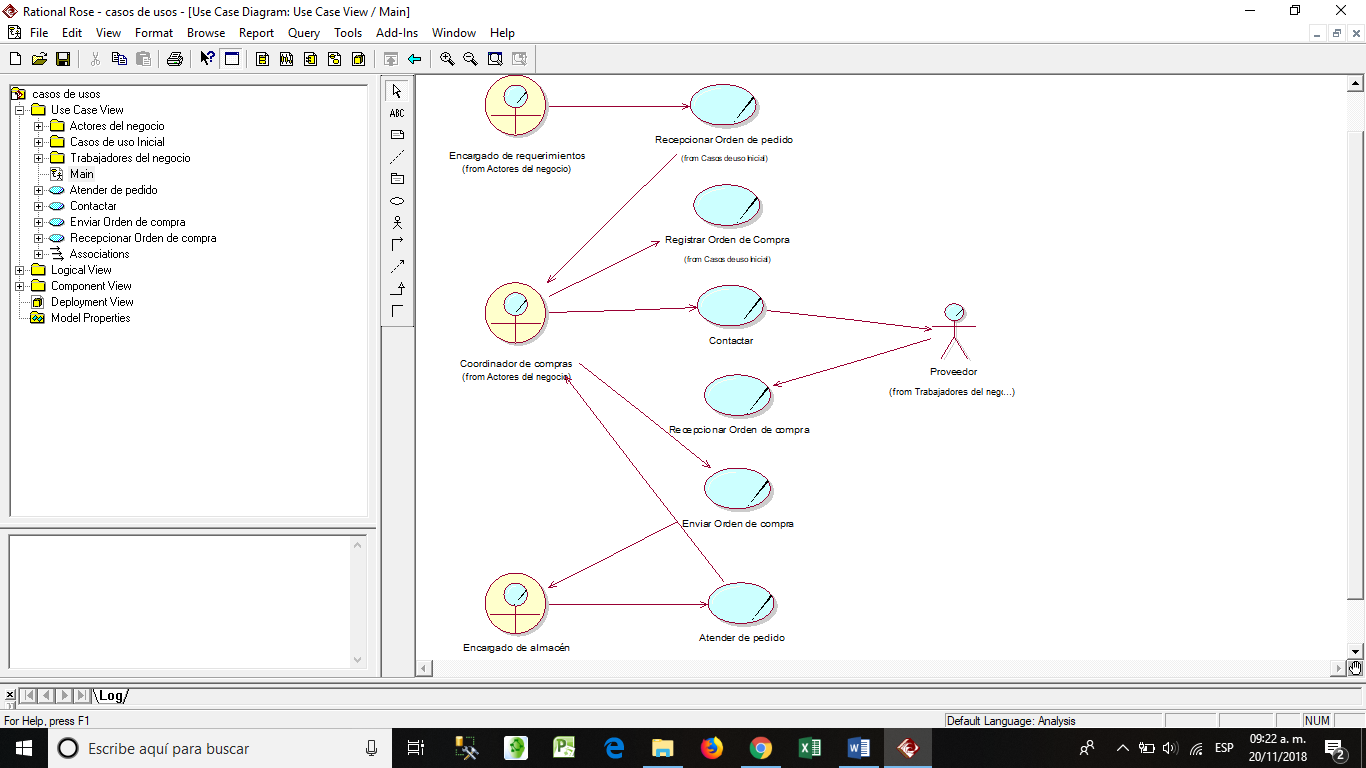 Rational Rose - casos de usos - [Use Case Diagram: Use Case View / Main]
File Edit View Format Browse Report Query Tools Add-Ins Window Help
casos de usos
Use Case View
Actores del negocio
Casos de uso Inicial
Trabajadores del negocio
Main
Atender de pedido
Contactar
Enviar Orden de compra
Recepcionar Orden de compra
Associations
Logical View
Component View
Deployment View
Model Properties
ABC
Encargado de requerimientos
(from Actores del negocio)
Recepcionar Orden de pedido
(from Casos de uso Inicial)
Registrar Orden de Compra
(from Casos de uso Inicial)
Coordinador de compras
(from Actores del negocio)
Contactar
Proveedor
(from Trabajadores del neg...)
Recepcionar Orden de compra
Enviar Orden de compra
Encargado de almacén
Atender de pedido
Log
For Help, press F1
Default Language: Analysis
NUM
Escribe aquí para buscar
ESP
09:22 a. m.
20/11/2018
2